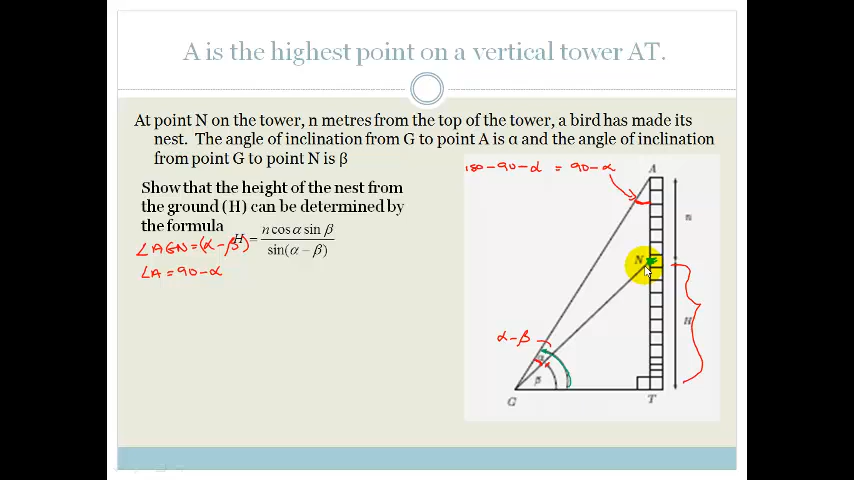 A is the highest point on a vertical tower AT.
At point N on the tower, n metres from the top of the tower, a bird has made its
nest. The angle of inclination from G to point A is α and the angle of inclination
from point G to point N is β
180-90-α = 90-α
A
Show that the height of the nest from
the ground (H) can be determined by
the formula
H = n cos α sin β / sin(α − β)
∠AGN=(α-β)
∠A=90-α
n
N
H
α-β
α
β
G
T